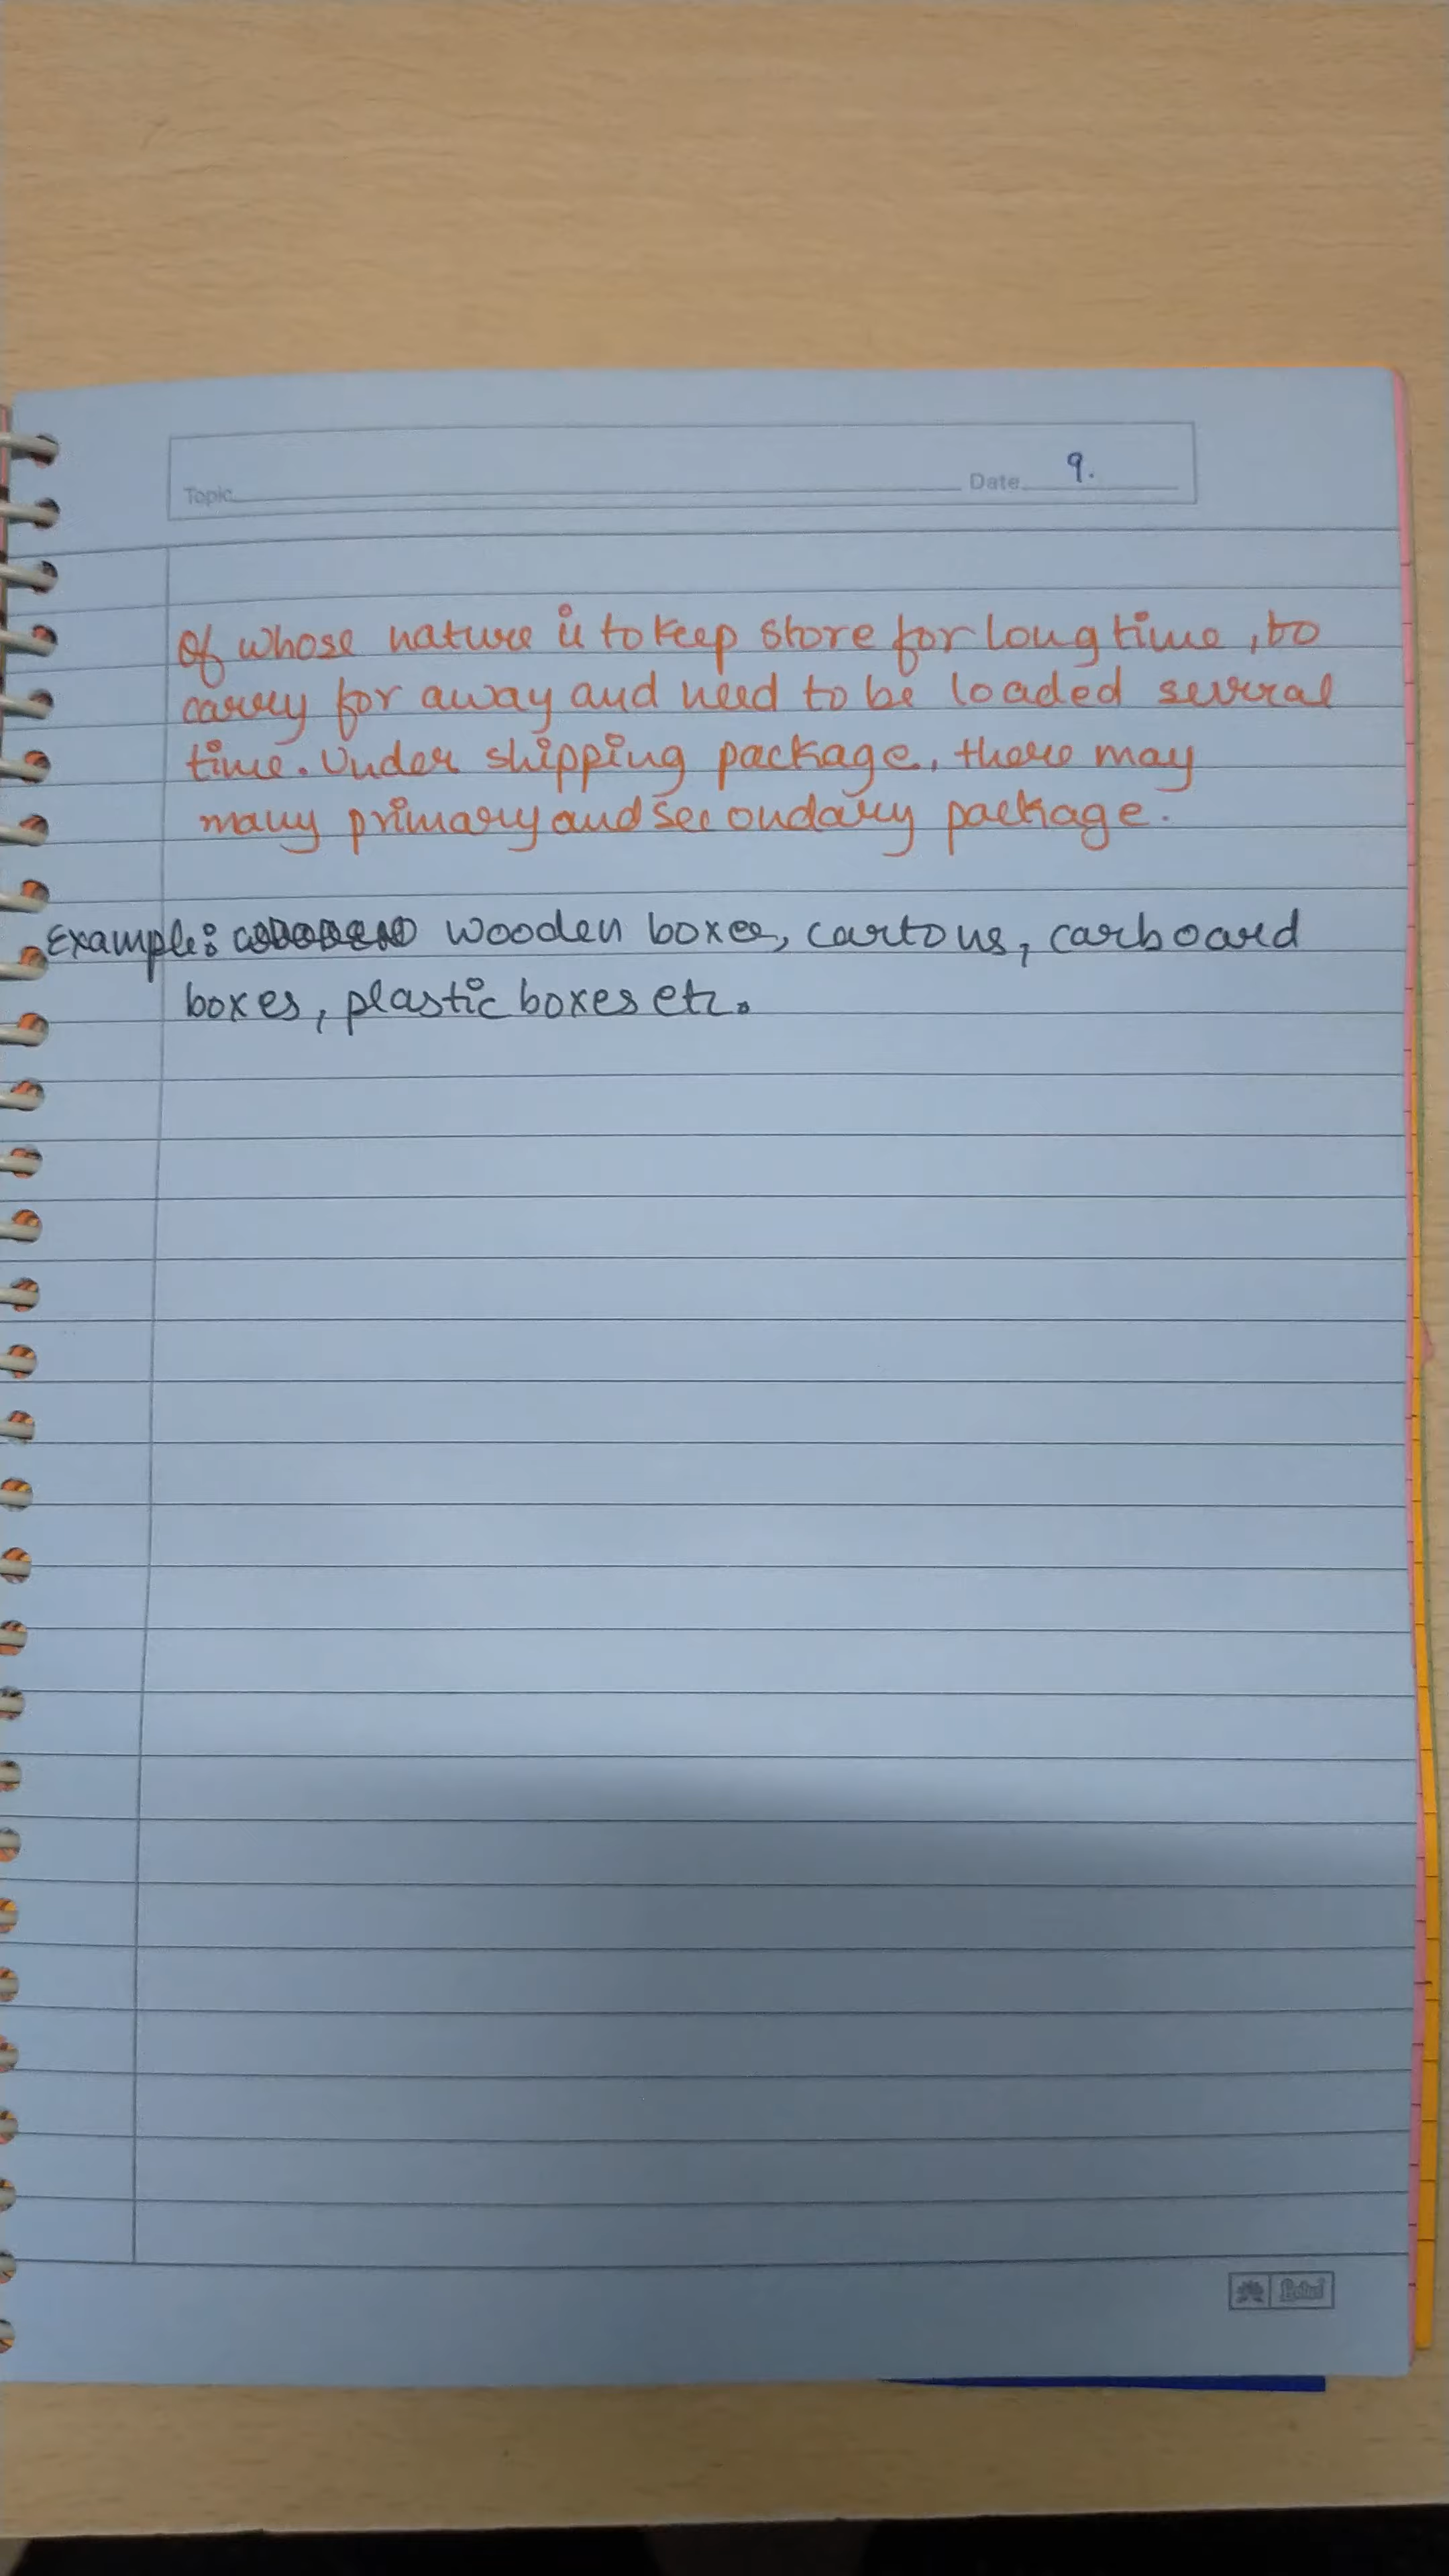 Topic Date 9.
Of whose nature is to keep store for long time, to
carry for away and need to be loaded several
time. Under shipping package, there may
many primary and secondary package.
Example: wooden boxes, cartons, carboard
boxes, plastic boxes etc.